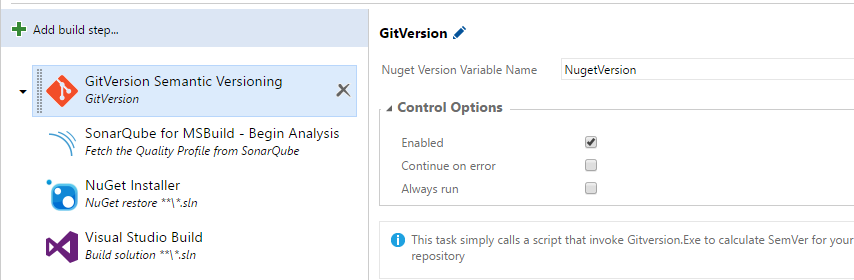 Add build step...
GitVersion Semantic Versioning
GitVersion
SonarQube for MSBuild - Begin Analysis
Fetch the Quality Profile from SonarQube
NuGet Installer
NuGet restore **\*.sln
Visual Studio Build
Build solution **\*.sln
GitVersion
Nuget Version Variable Name NugetVersion
Control Options
Enabled
Continue on error
Always run
This task simply calls a script that invoke Gitversion.Exe to calculate SemVer for your
repository